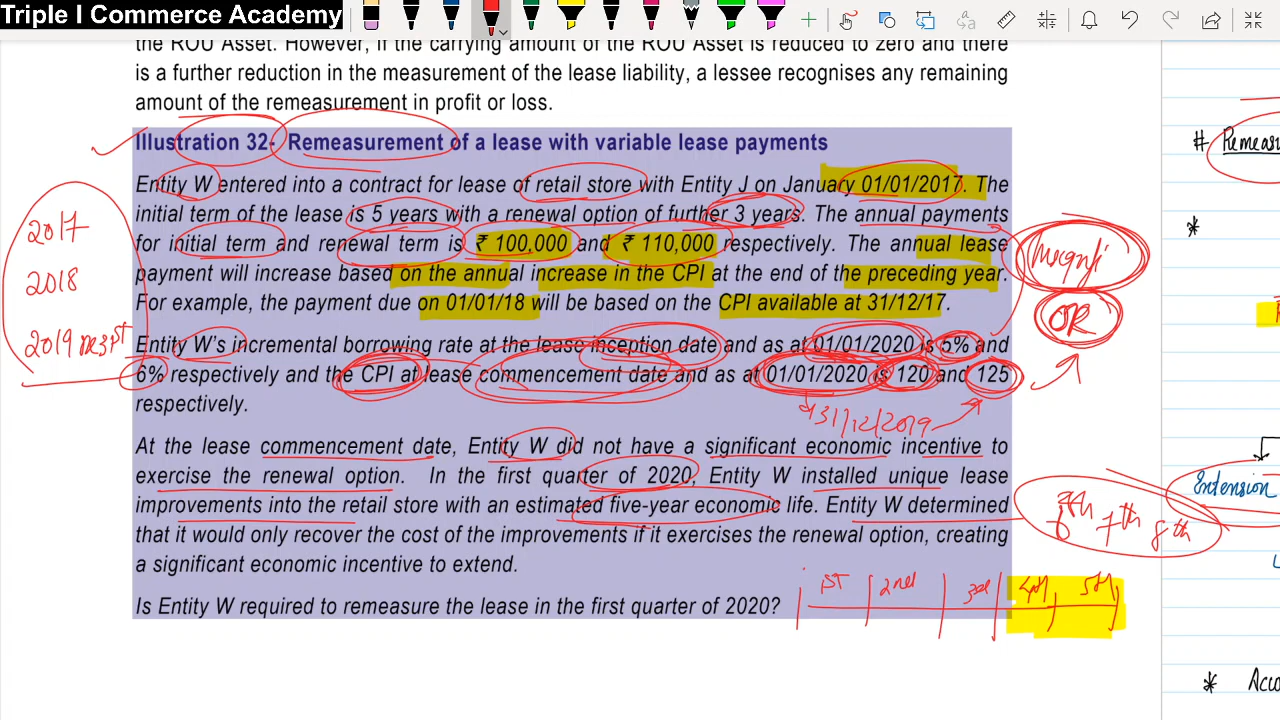 Triple I Commerce Academy
the ROU Asset. However, if the carrying amount of the ROU Asset is reduced to zero and there
is a further reduction in the measurement of the lease liability, a lessee recognises any remaining
amount of the remeasurement in profit or loss.
Illustration 32- Remeasurement of a lease with variable lease payments
Entity W entered into a contract for lease of retail store with Entity J on January 01/01/2017. The
initial term of the lease is 5 years with a renewal option of further 3 years. The annual payments
for initial term and renewal term is ₹ 100,000 and ₹ 110,000 respectively. The annual lease
payment will increase based on the annual increase in the CPI at the end of the preceding year.
For example, the payment due on 01/01/18 will be based on the CPI available at 31/12/17.
Entity W's incremental borrowing rate at the lease inception date and as at 01/01/2020 is 5% and
6% respectively and the CPI at lease commencement date and as at 01/01/2020 is 120 and 125
respectively.
At the lease commencement date, Entity W did not have a significant economic incentive to
exercise the renewal option. In the first quarter of 2020, Entity W installed unique lease
improvements into the retail store with an estimated five-year economic life. Entity W determined
that it would only recover the cost of the improvements if it exercises the renewal option, creating
a significant economic incentive to extend.
Is Entity W required to remeasure the lease in the first quarter of 2020?
2017
2018
2019
OR
31/12/2019
7th 8th
1st 2nd 3rd 4th 5th
# Remeasu
*
Extension
* Acco